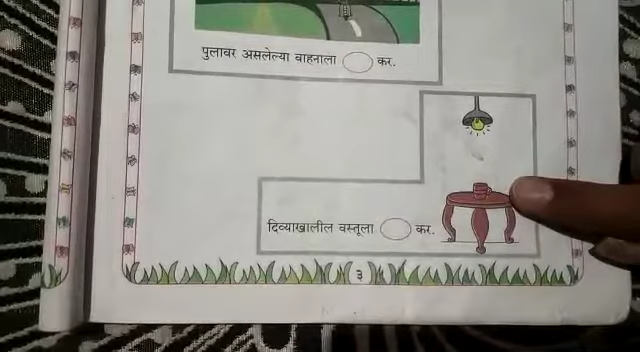 पुलावर असलेल्या वाहनाला कर.
दिव्याखालील वस्तूला कर.
३